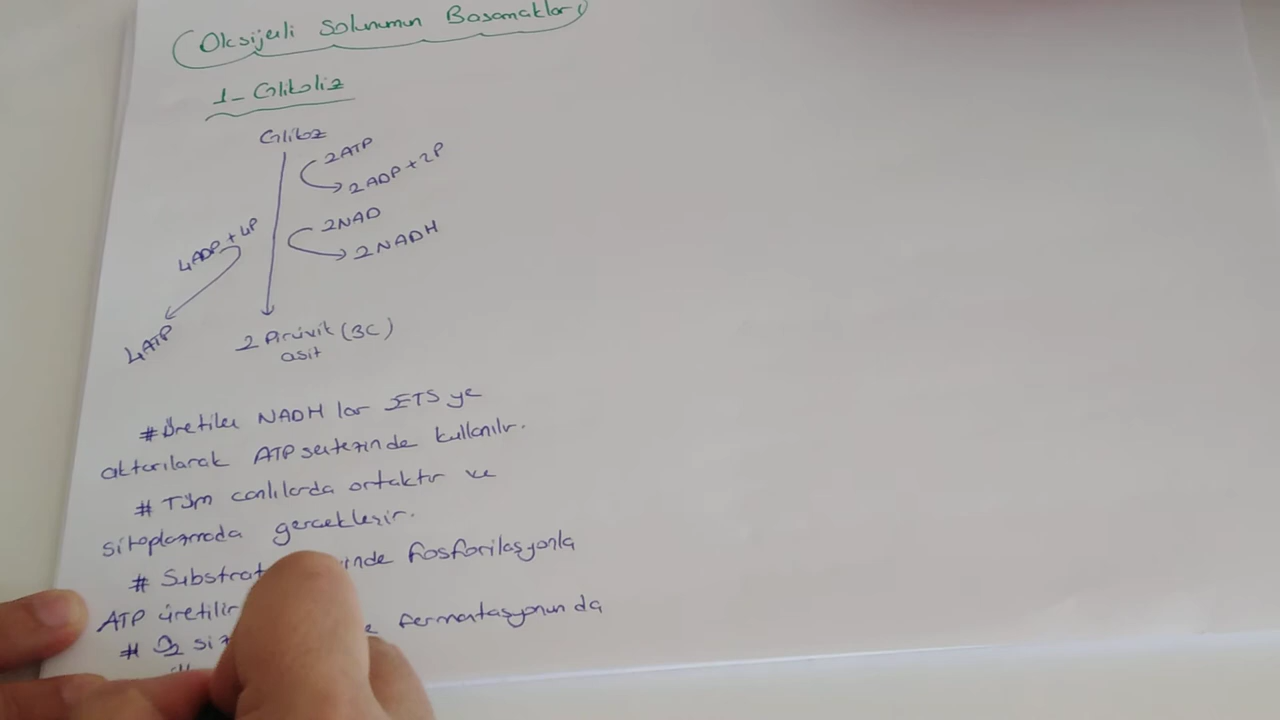 Oksijenli Solunumun Basamakları
1- Glikoliz
Glikoz
2ATP
2ADP+2P
2NAD
2NADH
4ADP+4P
4ATP
2 Pirüvik (3C)
asit
#Üretilen NADH lar ETS ye
aktarılarak ATP sentezinde kullanılır.
# Tüm canlılarda ortaktır ve
sitoplazmada gerçekleşir.
# Substrat fosforilasyonla
ATP üretilir
# O2 fermantasyonun da